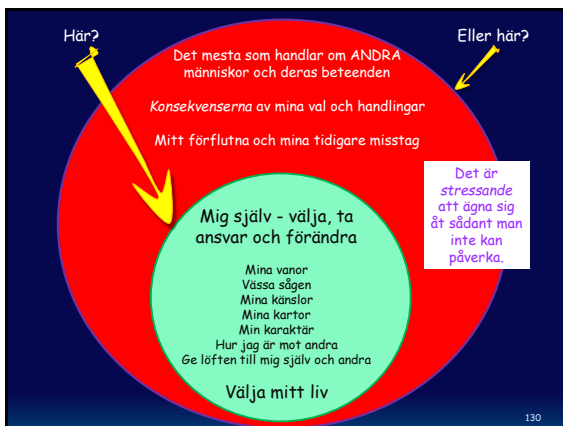 Här?
Eller här?
Det mesta som handlar om ANDRA
människor och deras beteenden
Konsekvenserna av mina val och handlingar
Mitt förflutna och mina tidigare misstag
Det är
stressande
att ägna sig
åt sådant man
inte kan
påverka.
Mig själv - välja, ta
ansvar och förändra
Mina vanor
Vässa sågen
Mina känslor
Mina kartor
Min karaktär
Hur jag är mot andra
Ge löften till mig själv och andra
Välja mitt liv
130